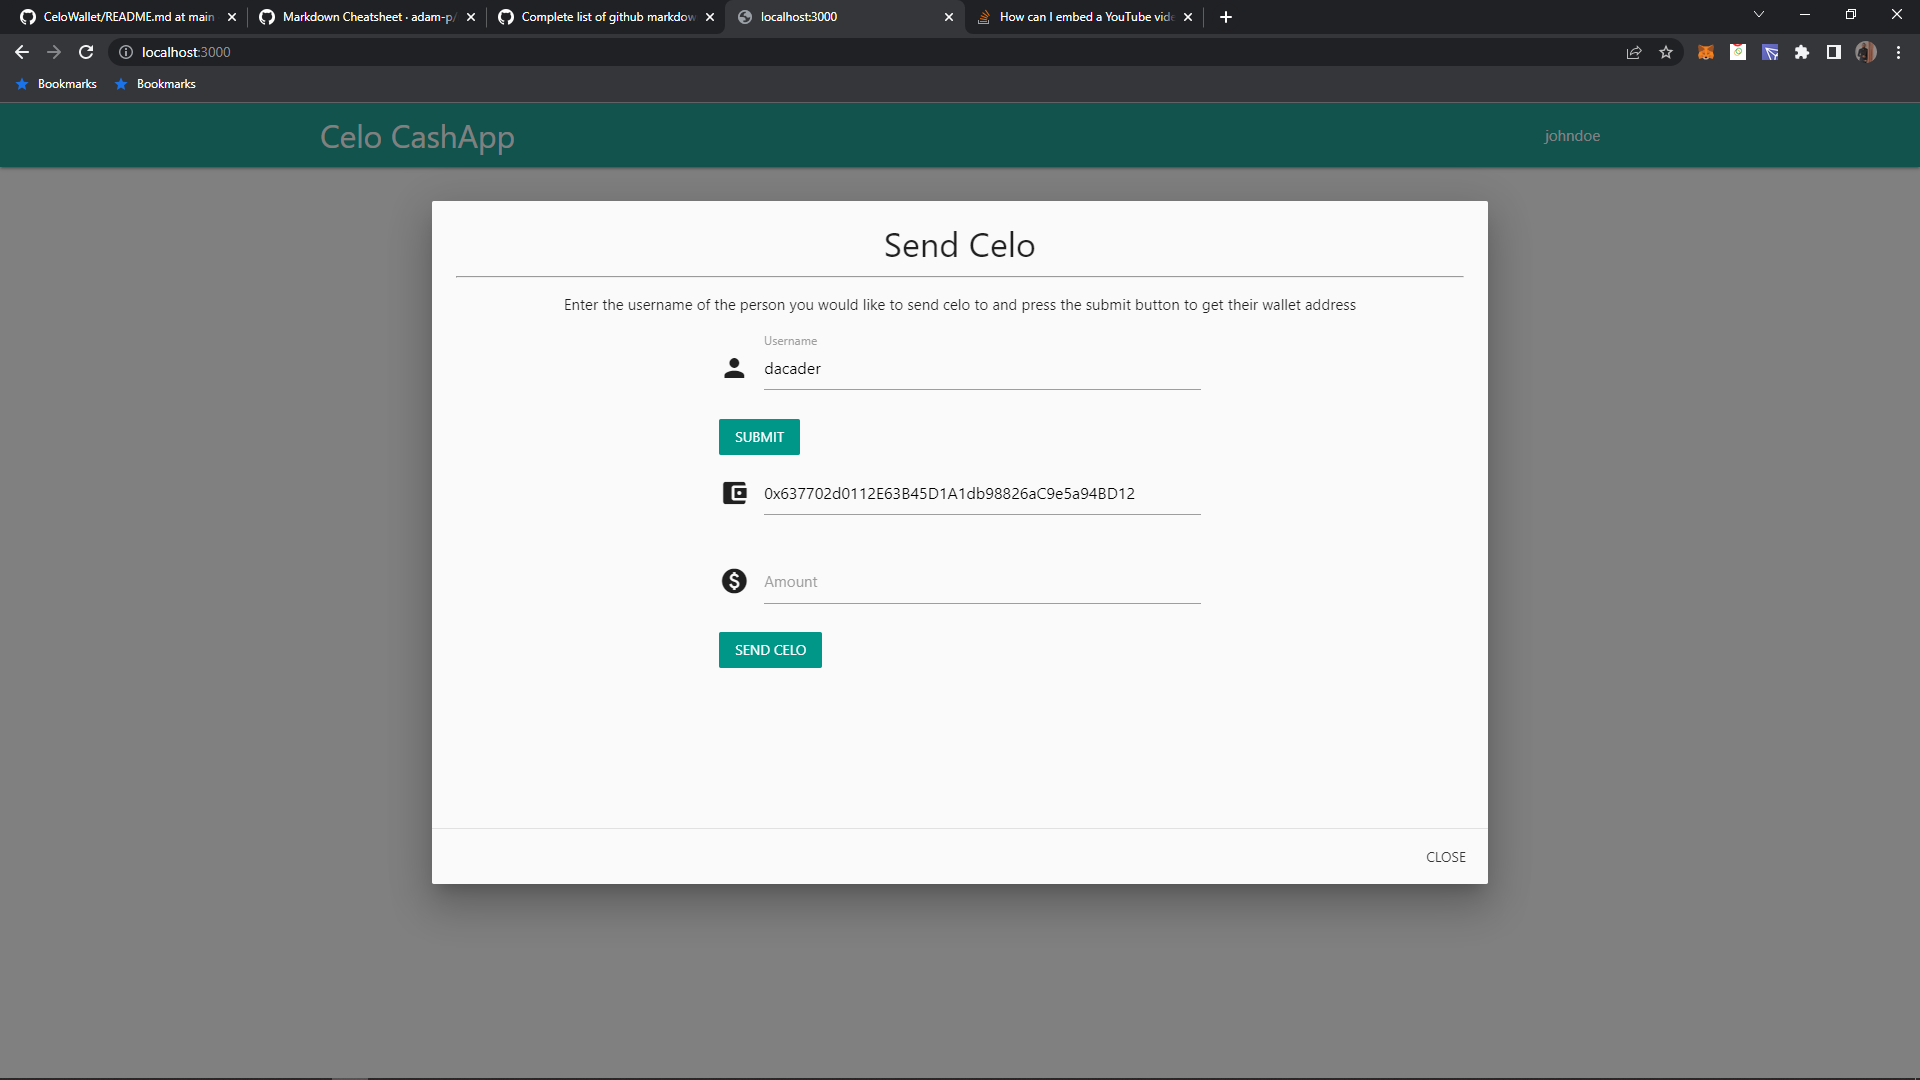 CeloWallet/README.md at main
Markdown Cheatsheet · adam-p/
Complete list of github markdow
localhost:3000
How can I embed a YouTube vide
localhost:3000
Bookmarks
Bookmarks
Celo CashApp
johndoe
Send Celo
Enter the username of the person you would like to send celo to and press the submit button to get their wallet address
Username
dacader
SUBMIT
0x637702d0112E63B45D1A1db98826aC9e5a94BD12
Amount
SEND CELO
CLOSE